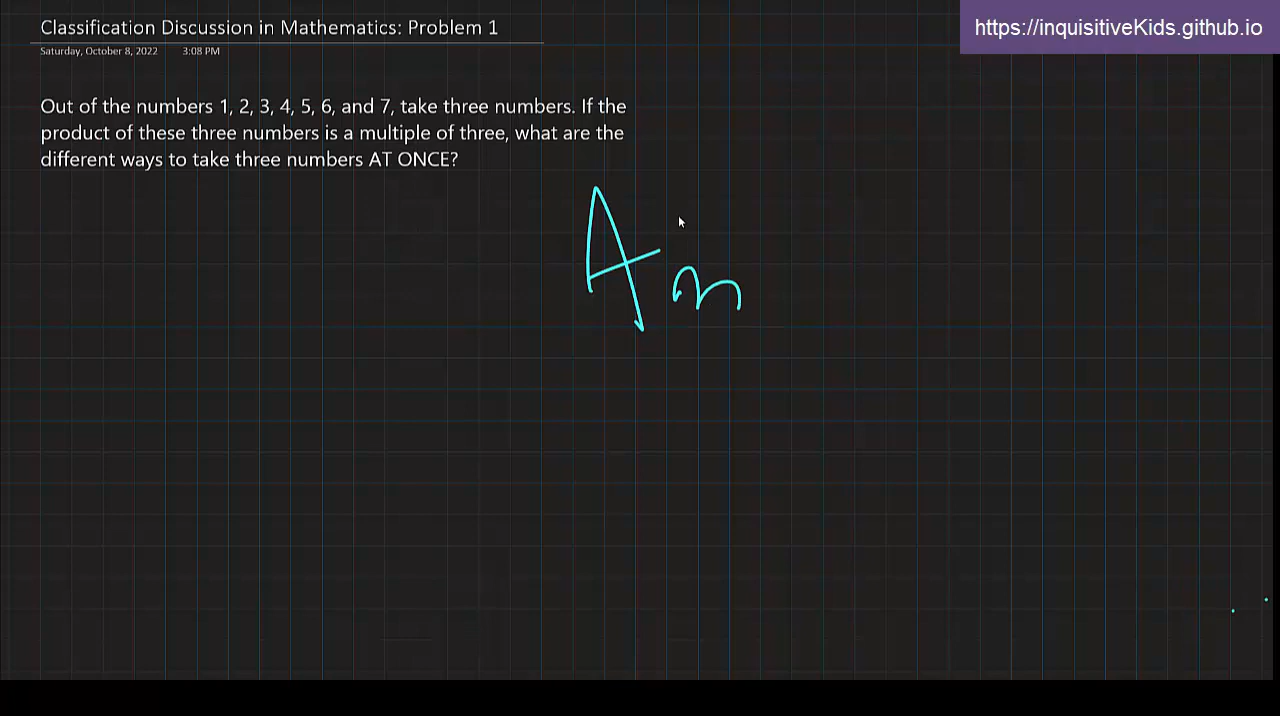 Classification Discussion in Mathematics: Problem 1
https://inquisitiveKids.github.io
Saturday, October 8, 2022 3:08 PM
Out of the numbers 1, 2, 3, 4, 5, 6, and 7, take three numbers. If the
product of these three numbers is a multiple of three, what are the
different ways to take three numbers AT ONCE?
A m